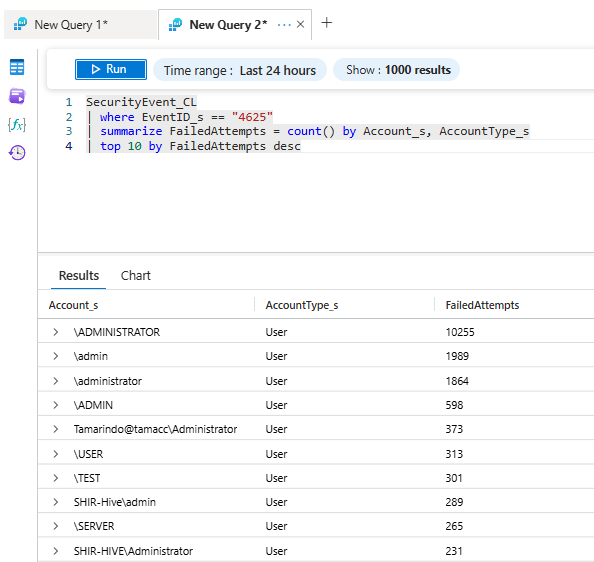 New Query 1*
New Query 2* ··· × +
Run Time range : Last 24 hours Show : 1000 results
1 SecurityEvent_CL
2 | where EventID_s == "4625"
3 | summarize FailedAttempts = count() by Account_s, AccountType_s
4 | top 10 by FailedAttempts desc
Results Chart
Account_s AccountType_s FailedAttempts
\ADMINISTRATOR User 10255
\admin User 1989
\administrator User 1864
\ADMIN User 598
Tamarindo@tamacc\Administrator User 373
\USER User 313
\TEST User 301
SHIR-Hive\admin User 289
\SERVER User 265
SHIR-HIVE\Administrator User 231